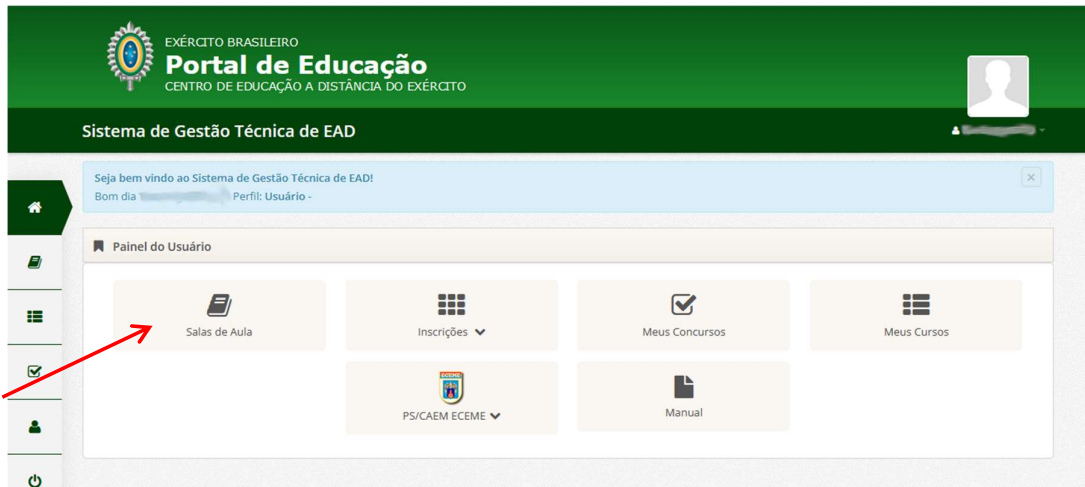 EXÉRCITO BRASILEIRO
Portal de Educação
CENTRO DE EDUCAÇÃO A DISTÂNCIA DO EXÉRCITO
Sistema de Gestão Técnica de EAD
Seja bem vindo ao Sistema de Gestão Técnica de EAD!
Bom dia
Perfil: Usuário -
Painel do Usuário
Salas de Aula
Inscrições
Meus Concursos
Meus Cursos
ECEME
PS/CAEM ECEME
Manual